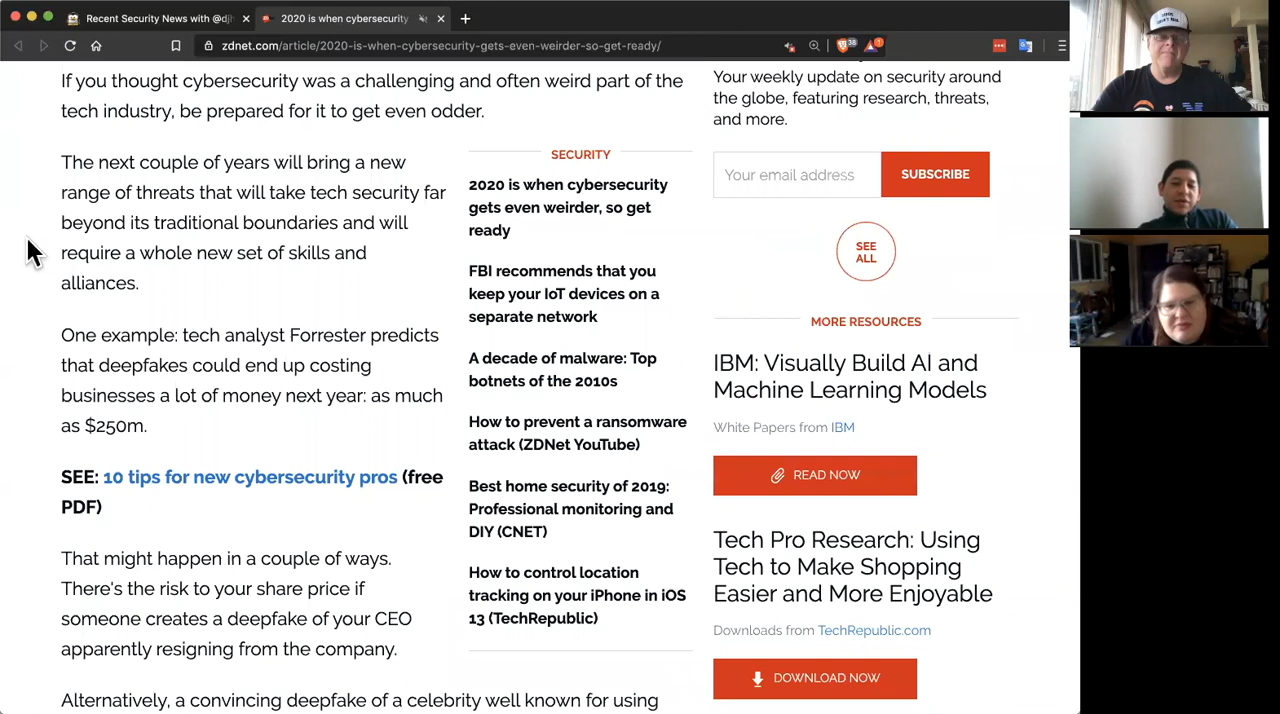 Recent Security News with @djh
2020 is when cybersecurity
zdnet.com/article/2020-is-when-cybersecurity-gets-even-weirder-so-get-ready/
38
1
If you thought cybersecurity was a challenging and often weird part of the
tech industry, be prepared for it to get even odder.
The next couple of years will bring a new
range of threats that will take tech security far
beyond its traditional boundaries and will
require a whole new set of skills and
alliances.
One example: tech analyst Forrester predicts
that deepfakes could end up costing
businesses a lot of money next year: as much
as $250m.
SEE: 10 tips for new cybersecurity pros (free
PDF)
That might happen in a couple of ways.
There's the risk to your share price if
someone creates a deepfake of your CEO
apparently resigning from the company.
Alternatively, a convincing deepfake of a celebrity well known for using
SECURITY
2020 is when cybersecurity
gets even weirder, so get
ready
FBI recommends that you
keep your IoT devices on a
separate network
A decade of malware: Top
botnets of the 2010s
How to prevent a ransomware
attack (ZDNet YouTube)
Best home security of 2019:
Professional monitoring and
DIY (CNET)
How to control location
tracking on your iPhone in iOS
13 (TechRepublic)
Your weekly update on security around
the globe, featuring research, threats,
and more.
Your email address
SUBSCRIBE
SEE
ALL
MORE RESOURCES
IBM: Visually Build AI and
Machine Learning Models
White Papers from IBM
READ NOW
Tech Pro Research: Using
Tech to Make Shopping
Easier and More Enjoyable
Downloads from TechRepublic.com
DOWNLOAD NOW